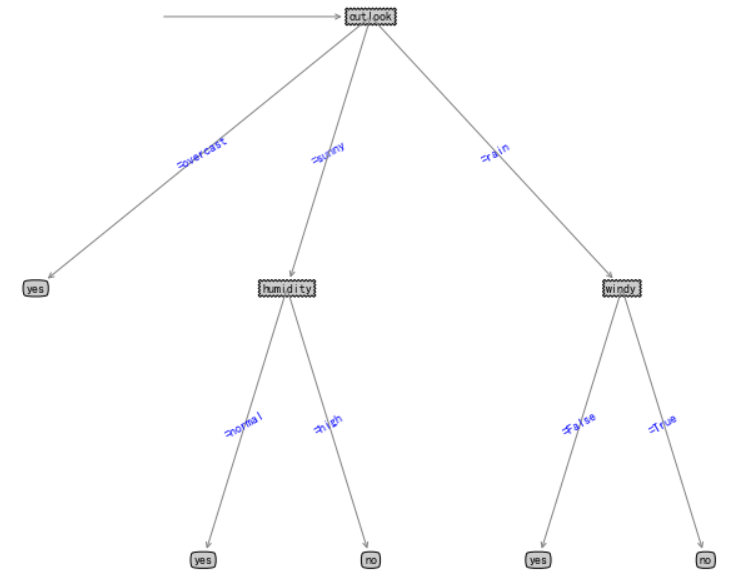 outlook
=overcast
=sunny
=rain
yes
humidity
windy
=normal
=high
=False
=True
yes
no
yes
no